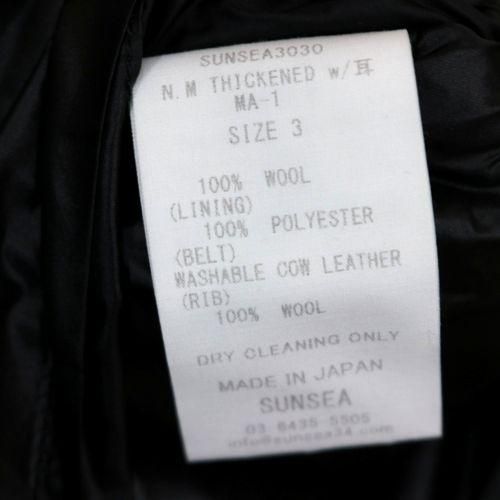 SUNSEA3030
N.M THICKENED w/耳
MA-1
SIZE 3
100% WOOL
(LINING)
100% POLYESTER
(BELT)
WASHABLE COW LEATHER
(RIB)
100% WOOL
DRY CLEANING ONLY
MADE IN JAPAN
SUNSEA
03 6435 5505
info@sunsea34.com